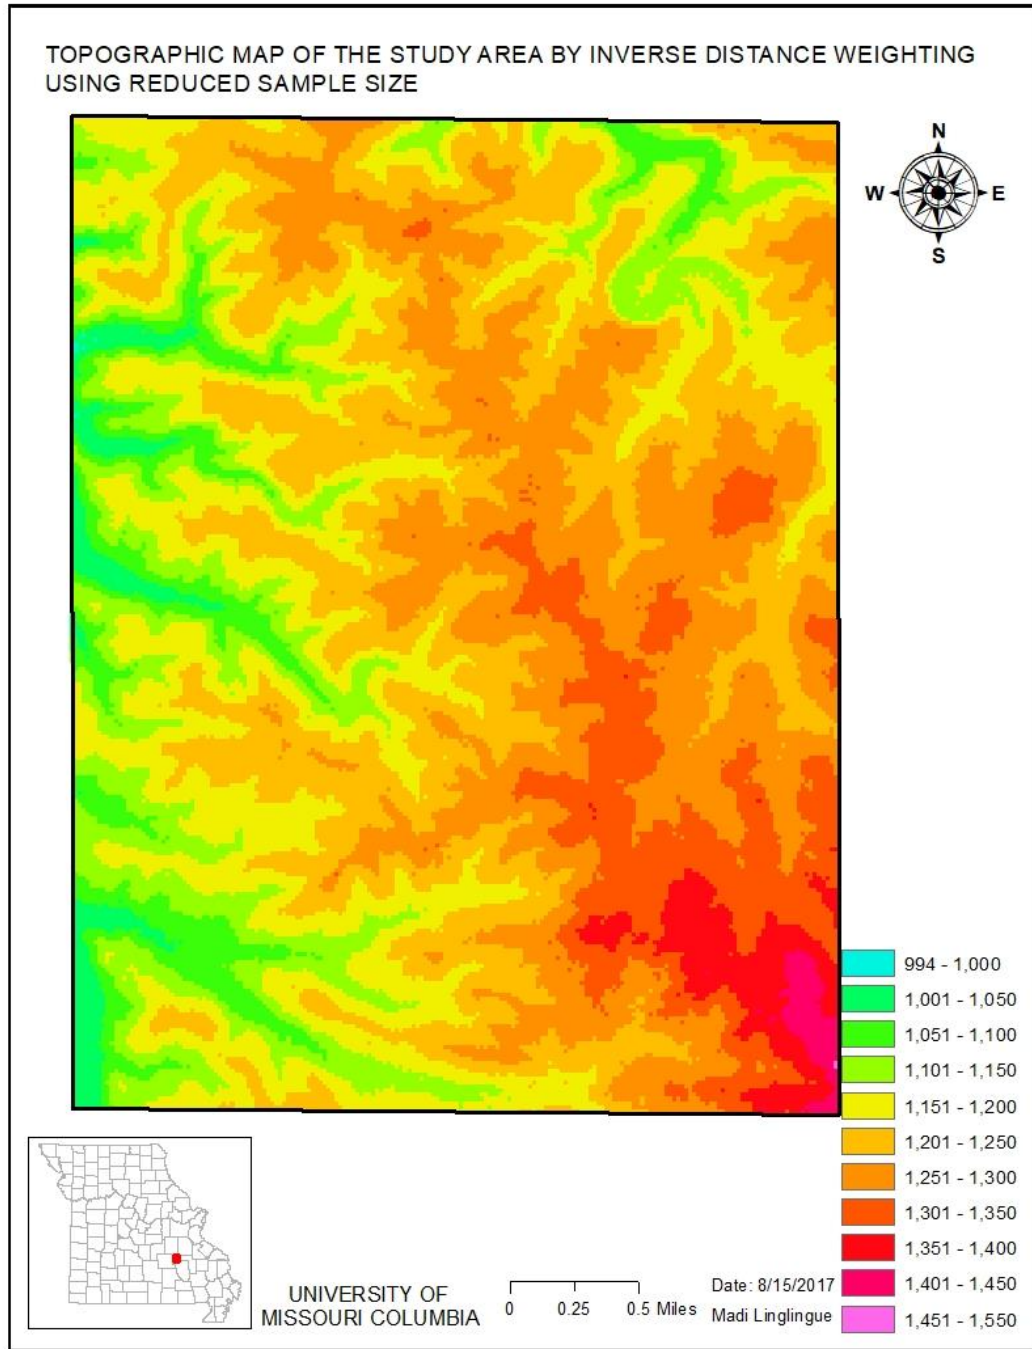 TOPOGRAPHIC MAP OF THE STUDY AREA BY INVERSE DISTANCE WEIGHTING
USING REDUCED SAMPLE SIZE
N
W E
S
994 - 1,000
1,001 - 1,050
1,051 - 1,100
1,101 - 1,150
1,151 - 1,200
1,201 - 1,250
1,251 - 1,300
1,301 - 1,350
1,351 - 1,400
1,401 - 1,450
1,451 - 1,550
UNIVERSITY OF
MISSOURI COLUMBIA
0 0.25 0.5 Miles
Date: 8/15/2017
Madi Linglingue